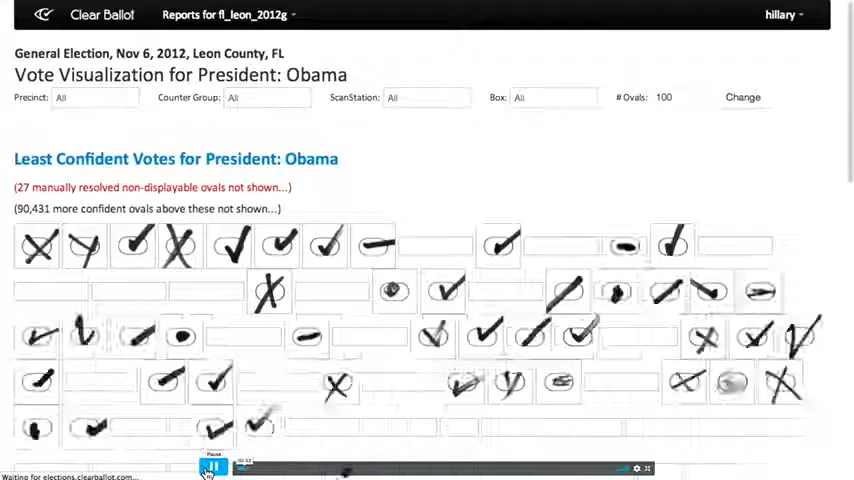 Clear Ballot Reports for fl_leon_2012g hillary
General Election, Nov 6, 2012, Leon County, FL
Vote Visualization for President: Obama
Precinct: All Counter Group: All ScanStation: All Box: All # Ovals: 100 Change
Least Confident Votes for President: Obama
(27 manually resolved non-displayable ovals not shown...)
(90,431 more confident ovals above these not shown...)
Pause
Waiting for elections.clearballot.com...